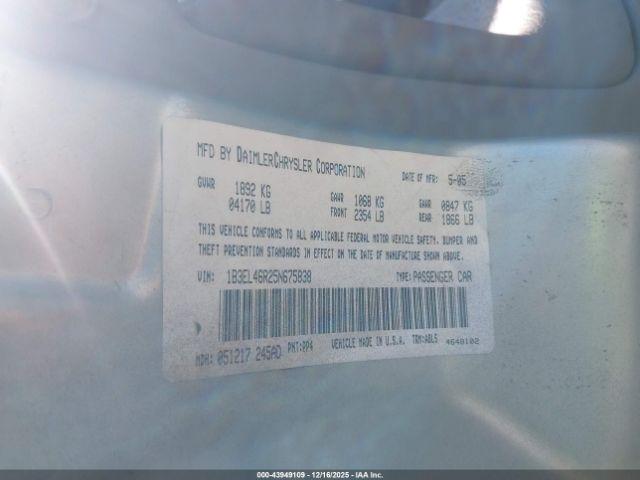 MFD BY DAIMLERCHRYSLER CORPORATION DATE OF MFR: 5-05
GVWR 1892 KG GAWR 1068 KG GAWR 0847 KG
04170 LB FRONT 2354 LB REAR 1866 LB
THIS VEHICLE CONFORMS TO ALL APPLICABLE FEDERAL MOTOR VEHICLE SAFETY, BUMPER AND
THEFT PREVENTION STANDARDS IN EFFECT ON THE DATE OF MANUFACTURE SHOWN ABOVE.
VIN: 1B3EL46R25N675838 TYPE: PASSENGER CAR
MDH: 051217 245AD PNT: PP4 VEHICLE MADE IN U.S.A. TRM: ABL5 4648102
000-43949109 - 12/16/2025 - IAA Inc.